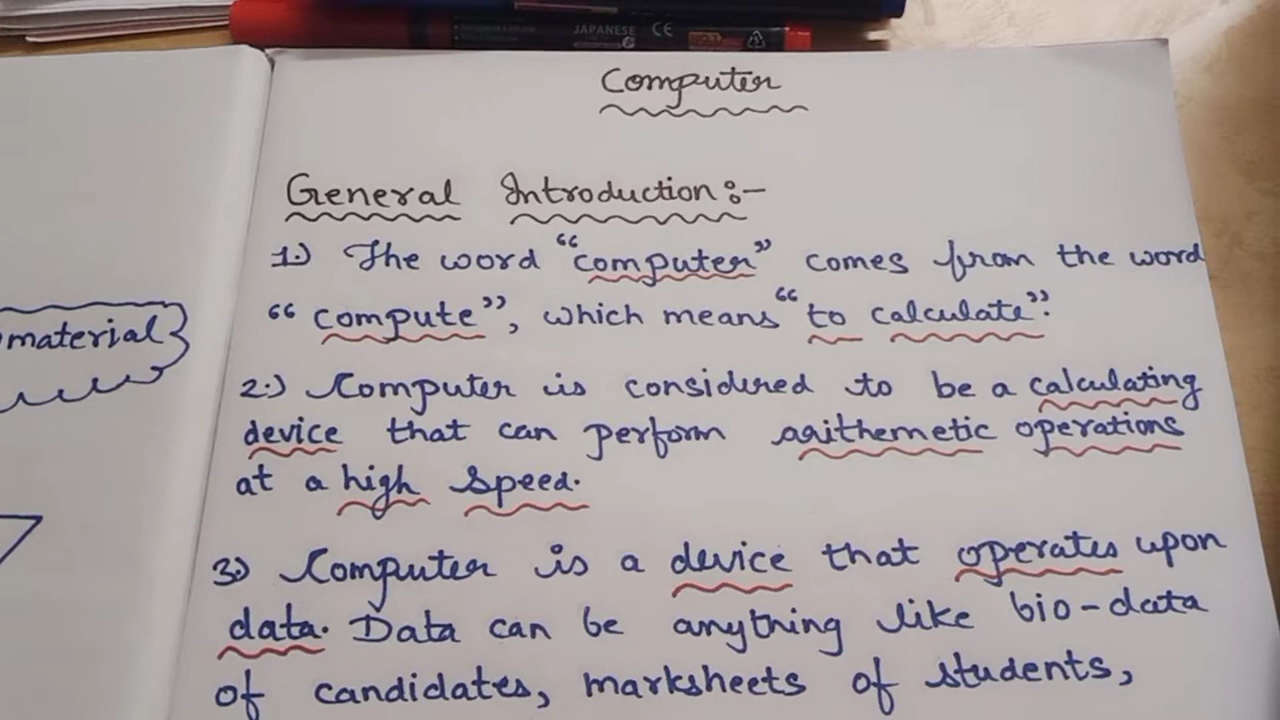 JAPANESE CE
Computer
General Introduction:-
1.) The word "computer" comes from the word
"compute", which means "to calculate".
material
2.) Computer is considered to be a calculating
device that can perform arithemetic operations
at a high speed.
3.) Computer is a device that operates upon
data. Data can be anything like bio-data
of candidates, marksheets of students,